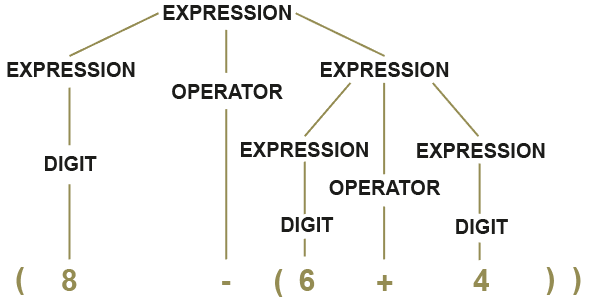 EXPRESSION
EXPRESSION
OPERATOR
EXPRESSION
EXPRESSION
EXPRESSION
DIGIT
OPERATOR
DIGIT
DIGIT
( 8 - ( 6 + 4 ) )